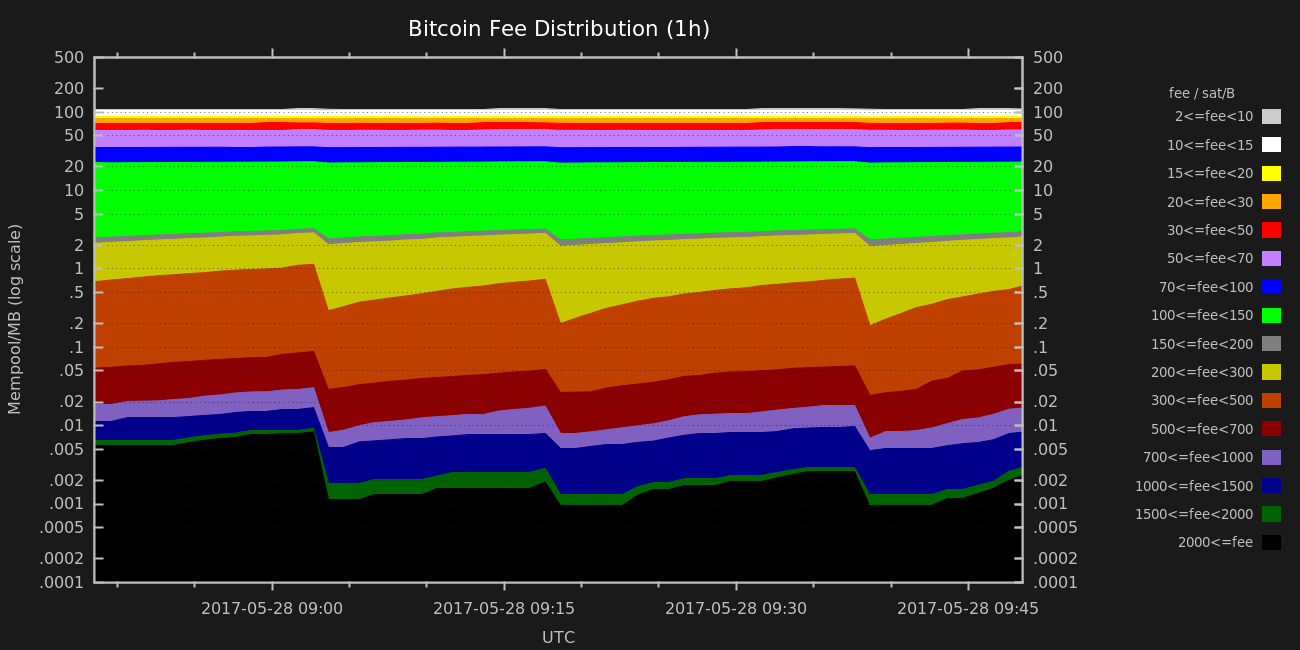 Bitcoin Fee Distribution (1h)
Mempool/MB (log scale)
500
200
100
50
20
10
5
2
1
.5
.2
.1
.05
.02
.01
.005
.002
.001
.0005
.0002
.0001
500
200
100
50
20
10
5
2
1
.5
.2
.1
.05
.02
.01
.005
.002
.001
.0005
.0002
.0001
2017-05-28 09:00
2017-05-28 09:15
2017-05-28 09:30
2017-05-28 09:45
UTC
fee / sat/B
2<=fee<10
10<=fee<15
15<=fee<20
20<=fee<30
30<=fee<50
50<=fee<70
70<=fee<100
100<=fee<150
150<=fee<200
200<=fee<300
300<=fee<500
500<=fee<700
700<=fee<1000
1000<=fee<1500
1500<=fee<2000
2000<=fee